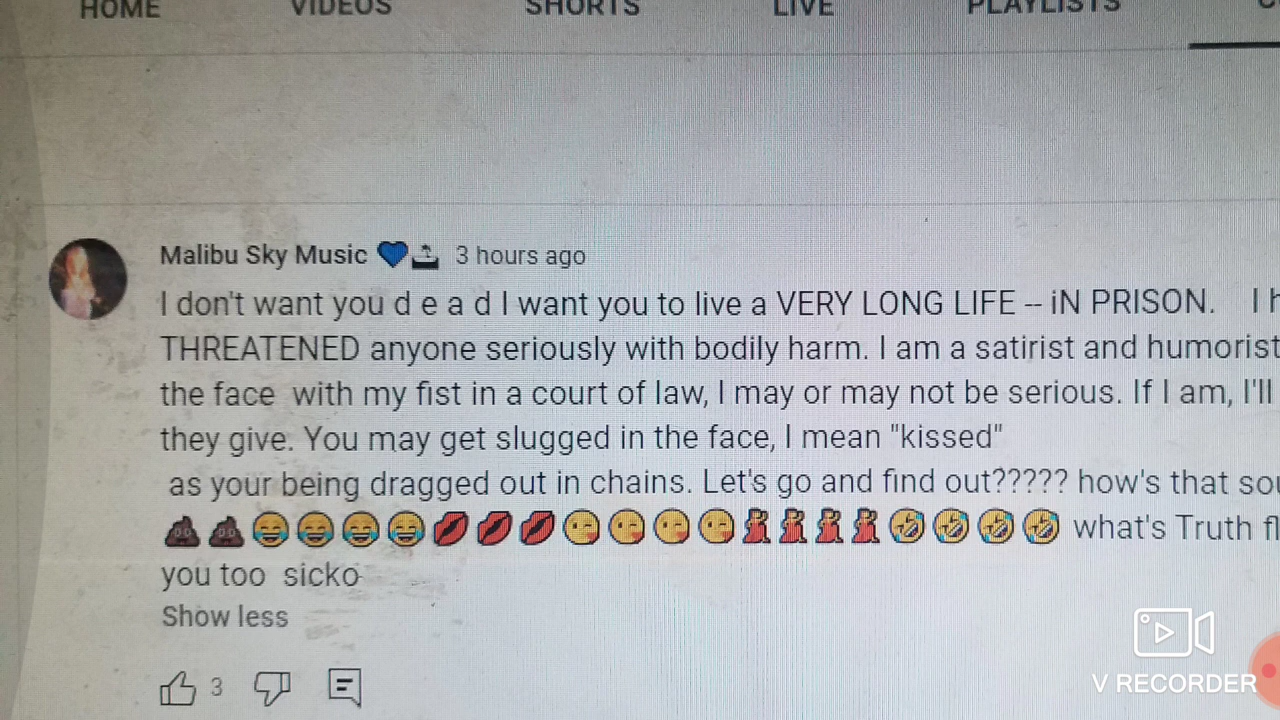 HOME VIDEOS SHORTS LIVE PLAYLISTS
Malibu Sky Music 💙 3 hours ago
I don't want you d e a d I want you to live a VERY LONG LIFE -- iN PRISON. I
THREATENED anyone seriously with bodily harm. I am a satirist and humorist
the face with my fist in a court of law, I may or may not be serious. If I am, I'll
they give. You may get slugged in the face, I mean "kissed"
as your being dragged out in chains. Let's go and find out????? how's that
💩💩😂😂😂😂💋💋💋😘😘😘😘💃💃💃💃🤣🤣🤣🤣 what's Truth
you too sicko
Show less
3
V RECORDER